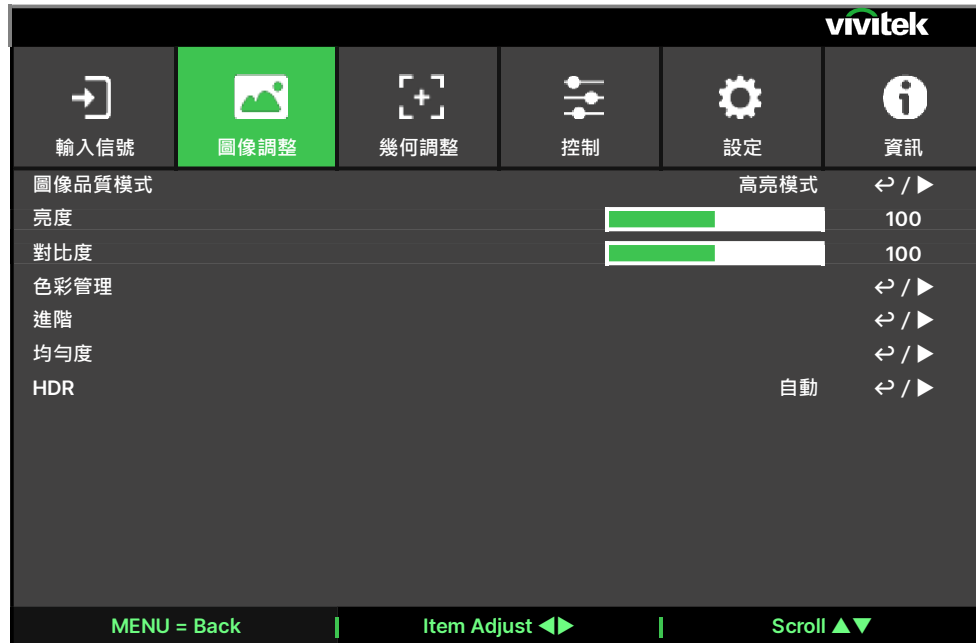 vivitek
輸入信號 圖像調整 幾何調整 控制 設定 資訊
圖像品質模式 高亮模式 /
亮度 100
對比度 100
色彩管理 /
進階 /
均勻度 /
HDR 自動 /
MENU = Back Item Adjust ◀▶ Scroll ▲▼